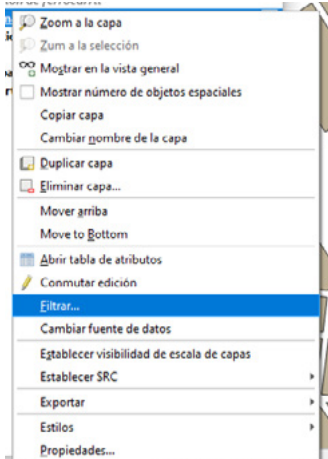 Zoom a la capa
Zum a la selección
Mostrar en la vista general
Mostrar número de objetos espaciales
Copiar capa
Cambiar nombre de la capa
Duplicar capa
Eliminar capa...
Mover arriba
Move to Bottom
Abrir tabla de atributos
Conmutar edición
Filtrar...
Cambiar fuente de datos
Establecer visibilidad de escala de capas
Establecer SRC
Exportar
Estilos
Propiedades...